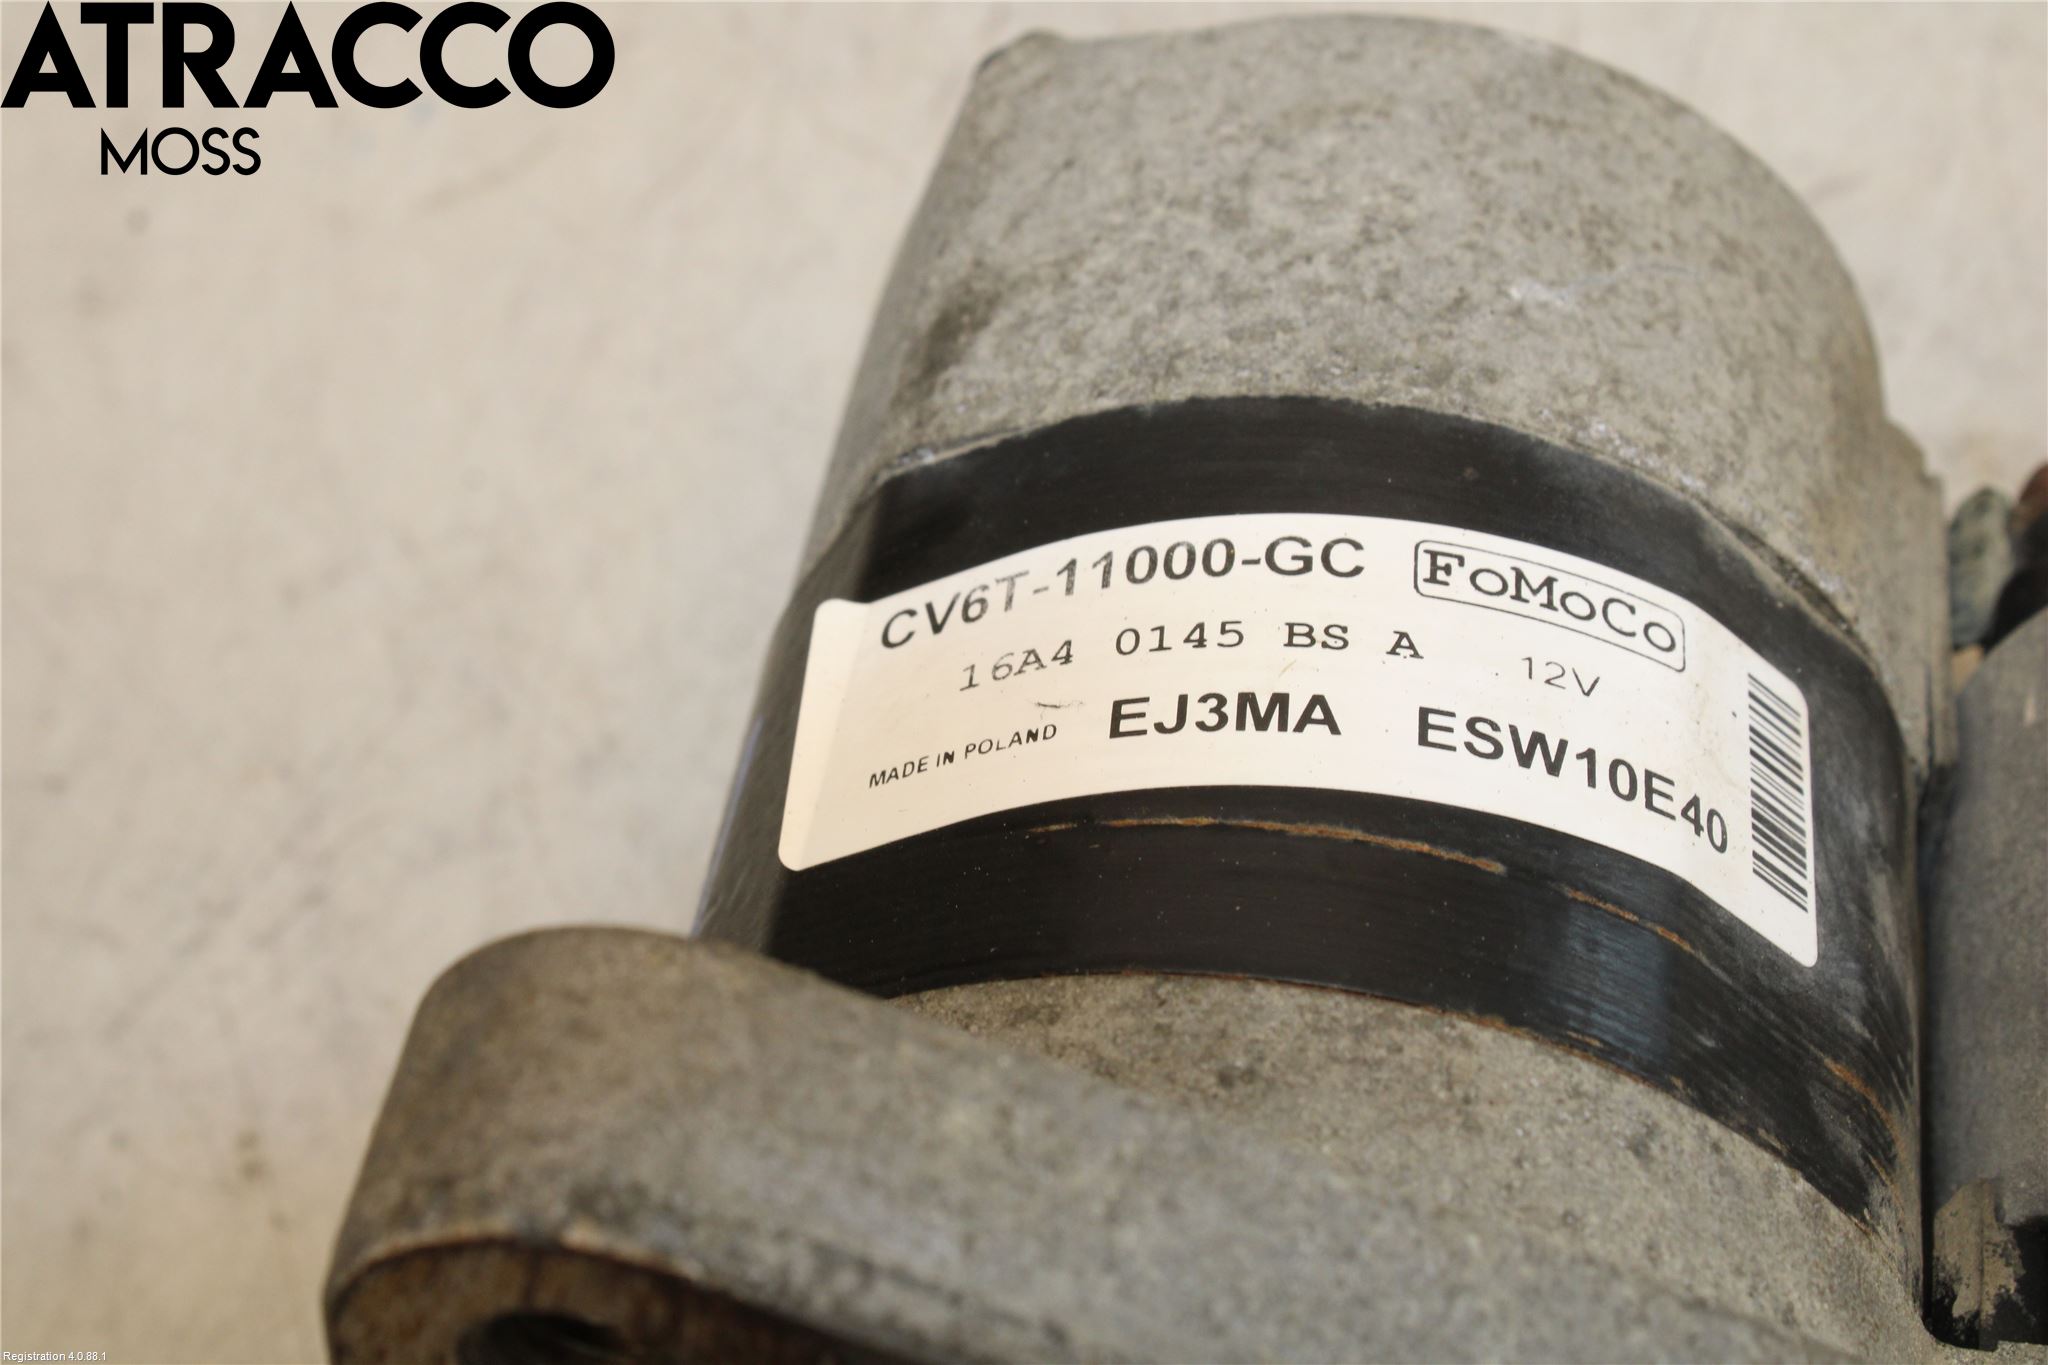 ATRACCO
MOSS
CV6T-11000-GC FoMoCo
16A4 0145 BS A 12V
MADE IN POLAND EJ3MA ESW10E40
Registration 4.0.88.1